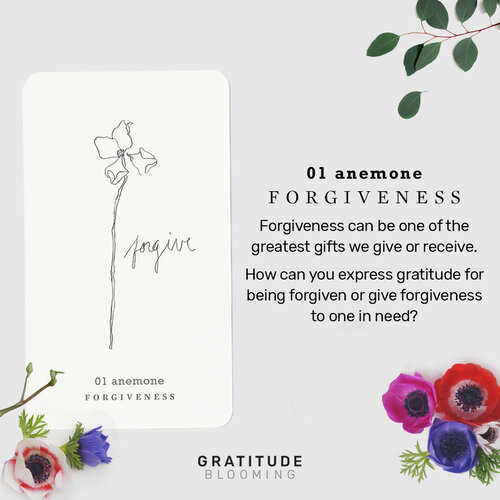 forgive
01 anemone
FORGIVENESS
01 anemone
FORGIVENESS
Forgiveness can be one of the
greatest gifts we give or receive.
How can you express gratitude for
being forgiven or give forgiveness
to one in need?
GRATITUDE
BLOOMING